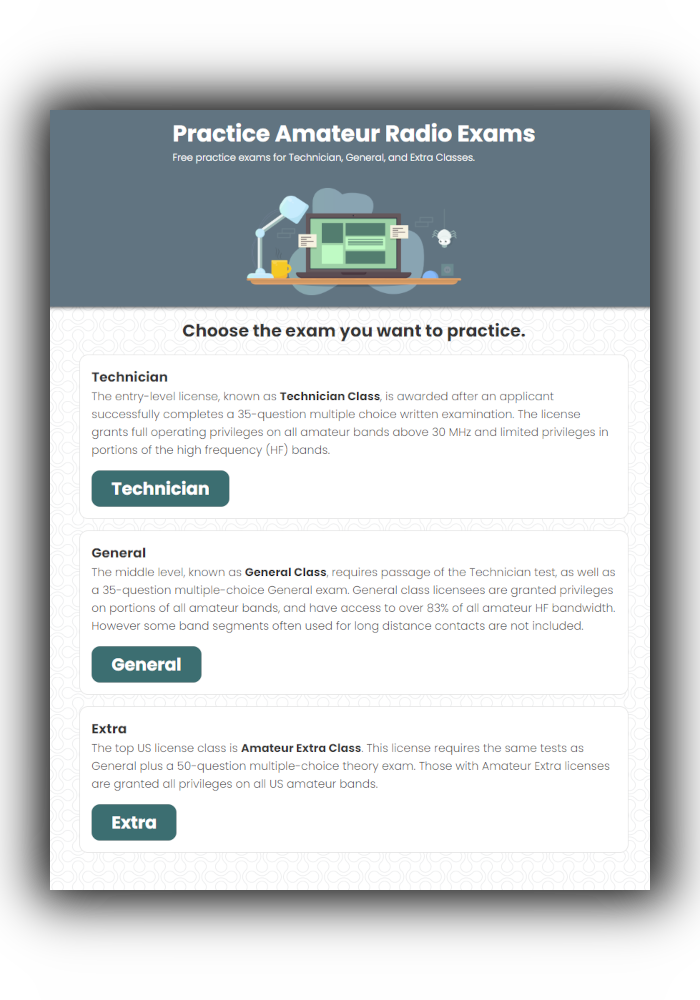 Practice Amateur Radio Exams
Free practice exams for Technician, General, and Extra Classes.
Choose the exam you want to practice.
Technician
The entry-level license, known as Technician Class, is awarded after an applicant
successfully completes a 35-question multiple choice written examination. The license
grants full operating privileges on all amateur bands above 30 MHz and limited privileges in
portions of the high frequency (HF) bands.
Technician
General
The middle level, known as General Class, requires passage of the Technician test, as well as
a 35-question multiple-choice General exam. General class licensees are granted privileges
on portions of all amateur bands, and have access to over 83% of all amateur HF bandwidth.
However some band segments often used for long distance contacts are not included.
General
Extra
The top US license class is Amateur Extra Class. This license requires the same tests as
General plus a 50-question multiple-choice theory exam. Those with Amateur Extra licenses
are granted all privileges on all US amateur bands.
Extra